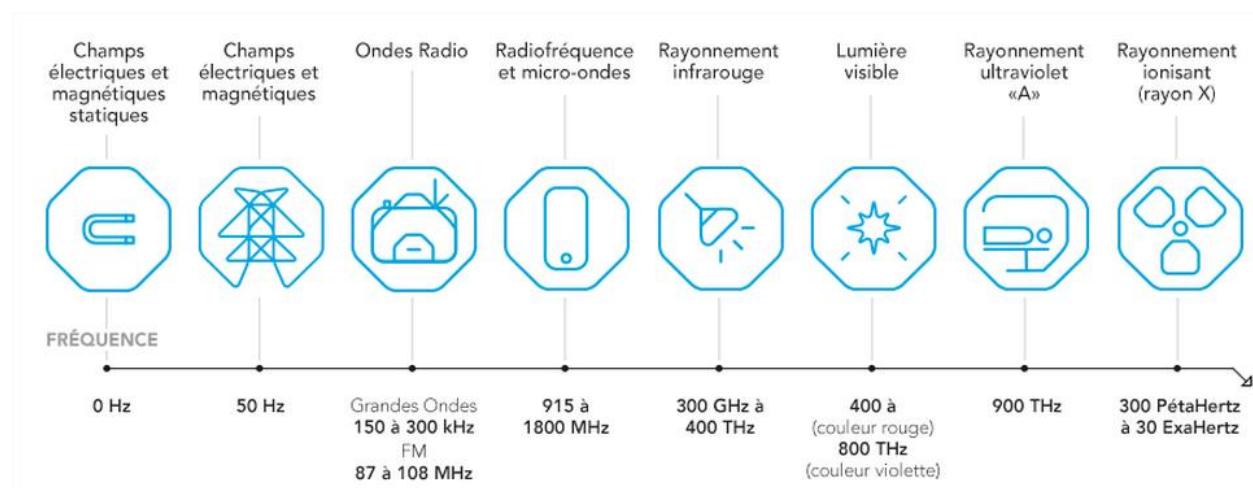 Champs
électriques et
magnétiques
statiques
Champs
électriques et
magnétiques
Ondes Radio
Radiofréquence
et micro-ondes
Rayonnement
infrarouge
Lumière
visible
Rayonnement
ultraviolet
«A»
Rayonnement
ionisant
(rayon X)
FRÉQUENCE
0 Hz
50 Hz
Grandes Ondes
150 à 300 kHz
FM
87 à 108 MHz
915 à
1800 MHz
300 GHz à
400 THz
400 à
(couleur rouge)
800 THz
(couleur violette)
900 THz
300 PétaHertz
à 30 ExaHertz